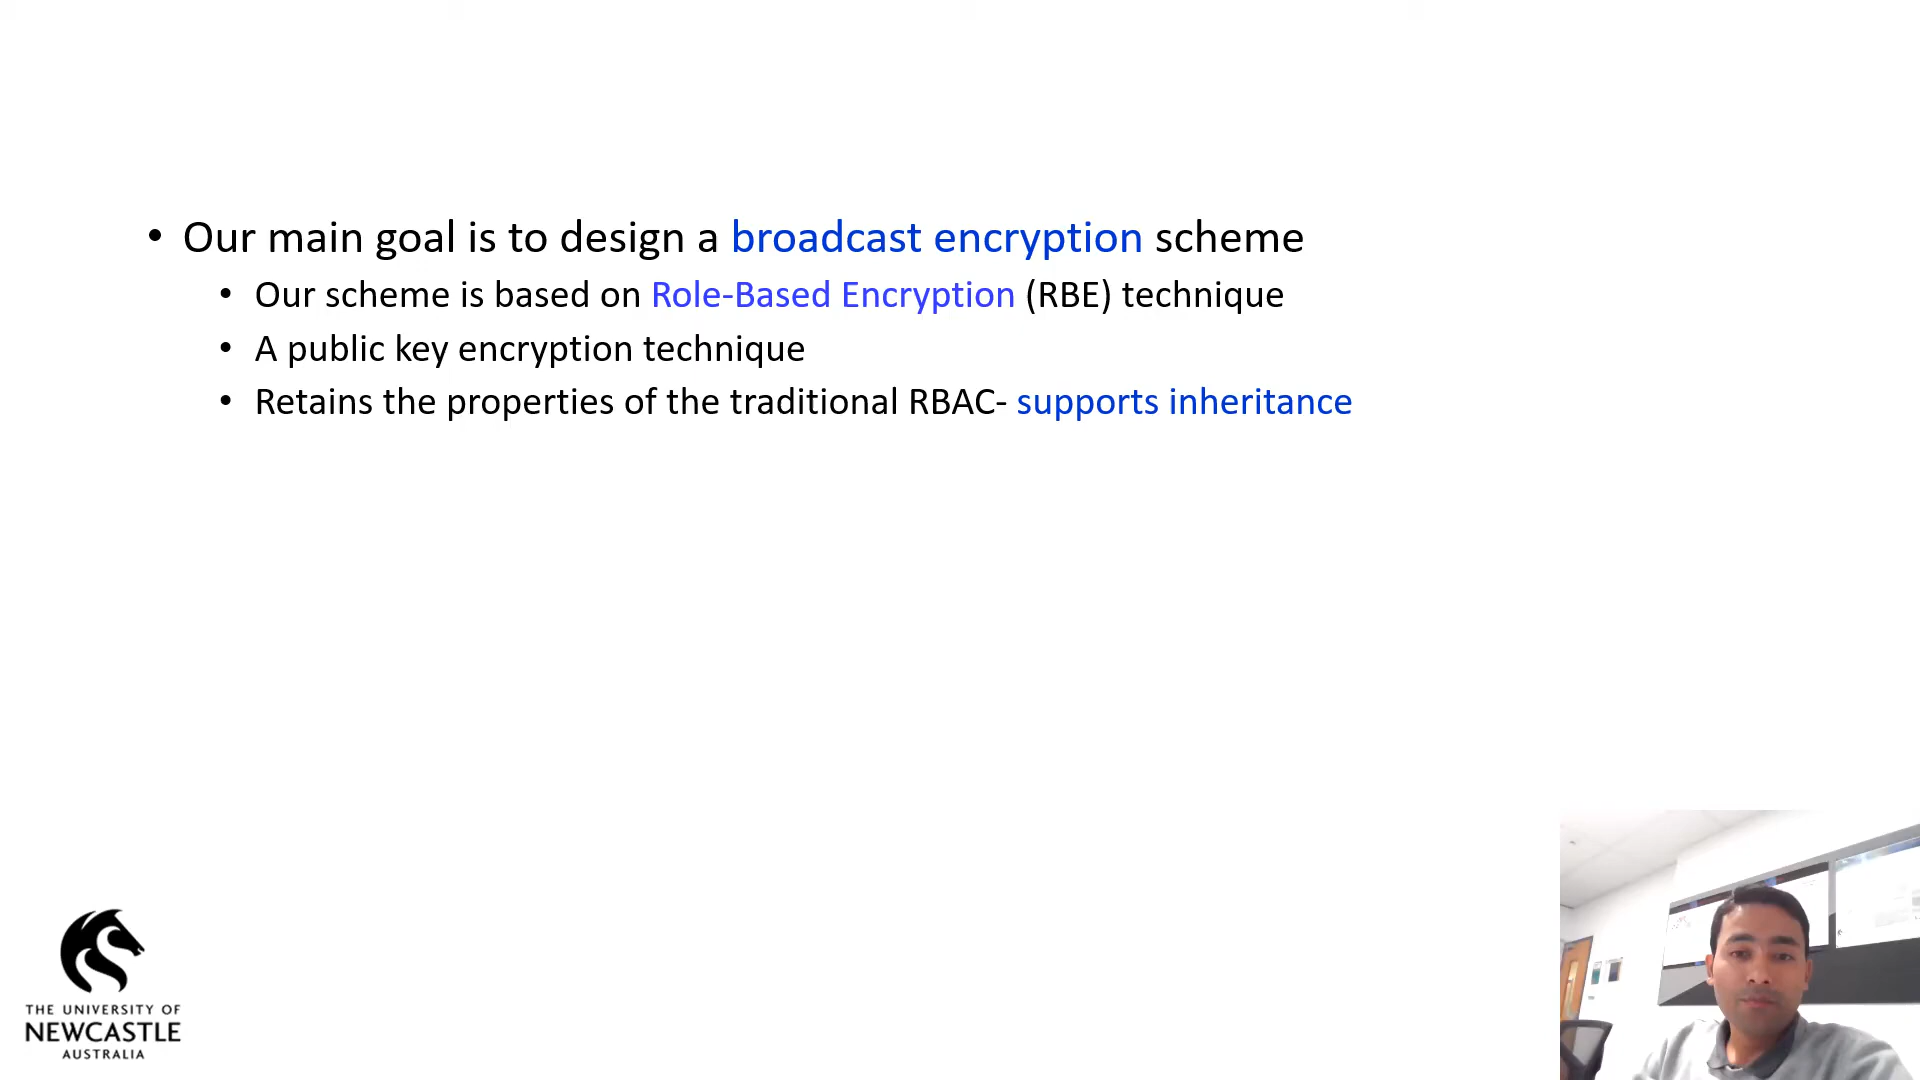 • Our main goal is to design a broadcast encryption scheme
• Our scheme is based on Role-Based Encryption (RBE) technique
• A public key encryption technique
• Retains the properties of the traditional RBAC- supports inheritance
THE UNIVERSITY OF
NEWCASTLE
AUSTRALIA